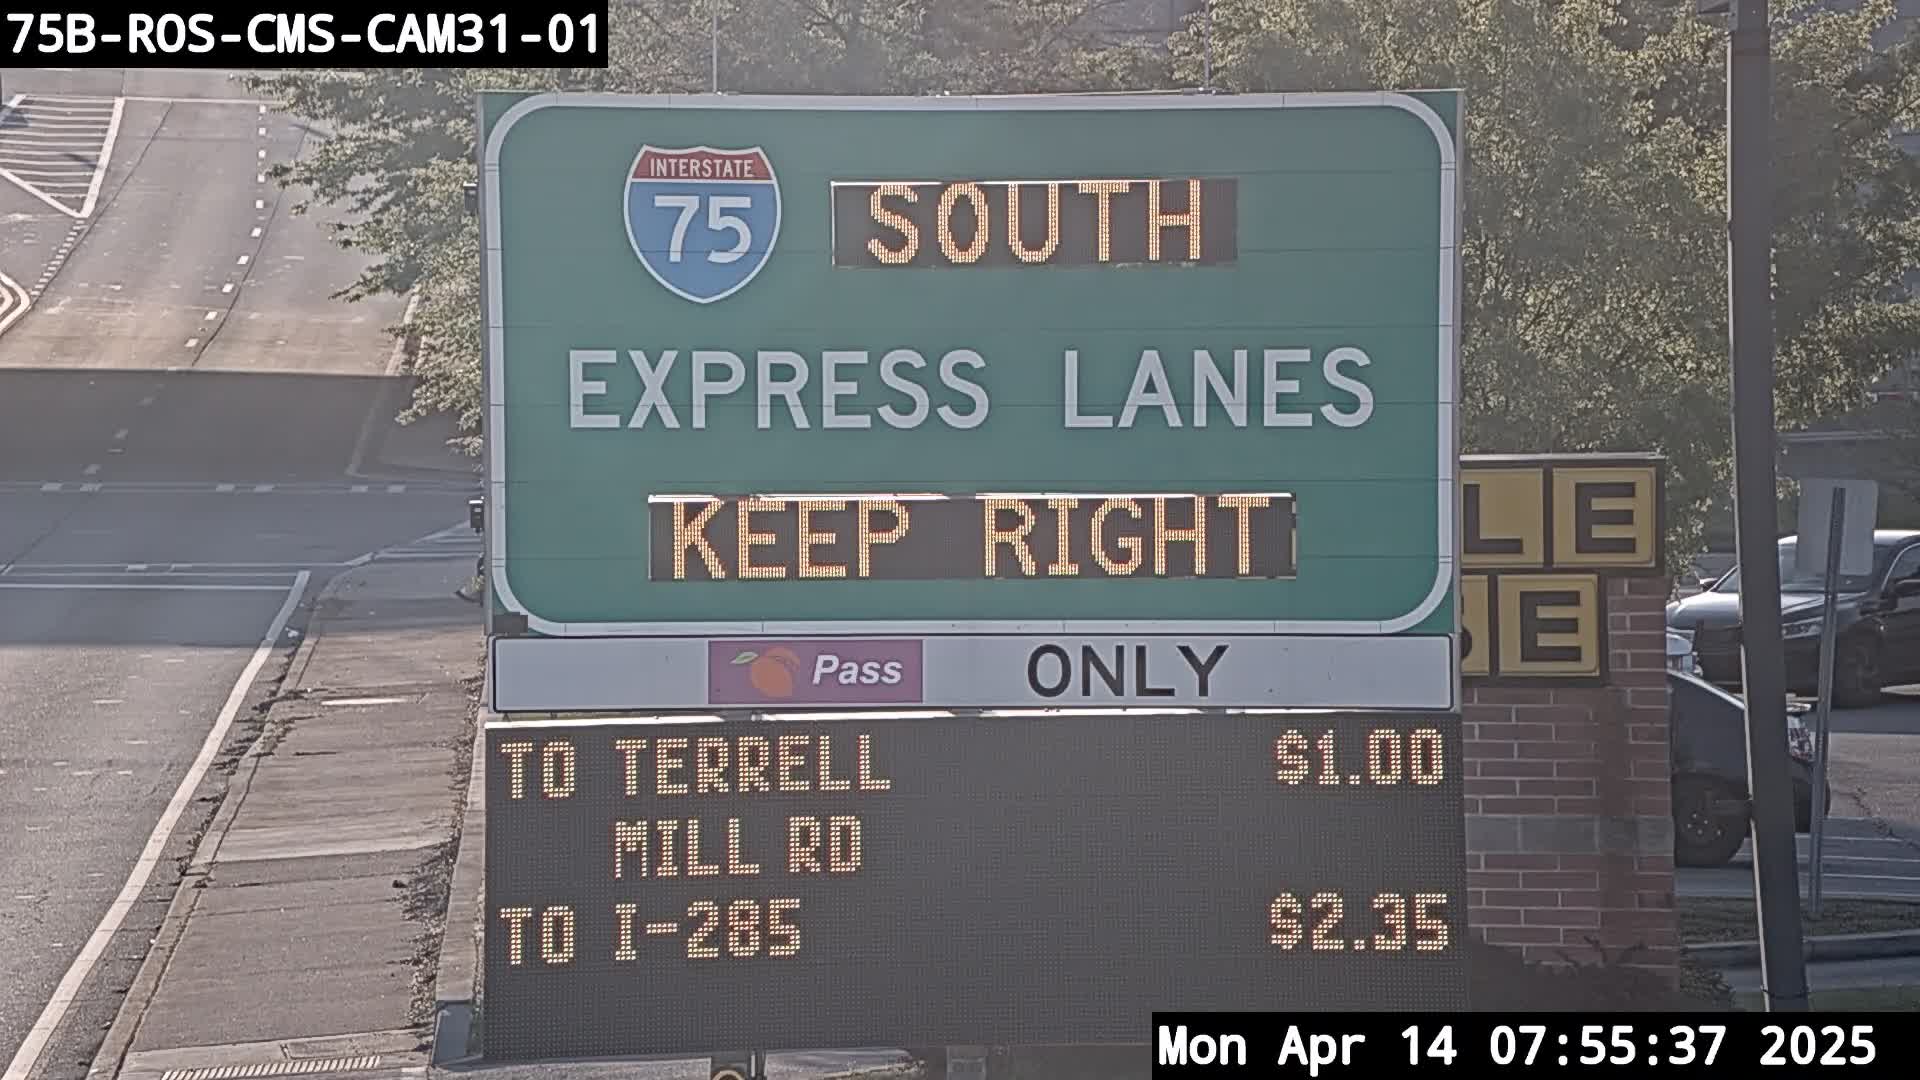 75B-ROS-CMS-CAM31-01
INTERSTATE
75
SOUTH
EXPRESS LANES
KEEP RIGHT
LE
E
Pass ONLY
TO TERRELL $1.00
MILL RD
TO I-285 $2.35
Mon Apr 14 07:55:37 2025